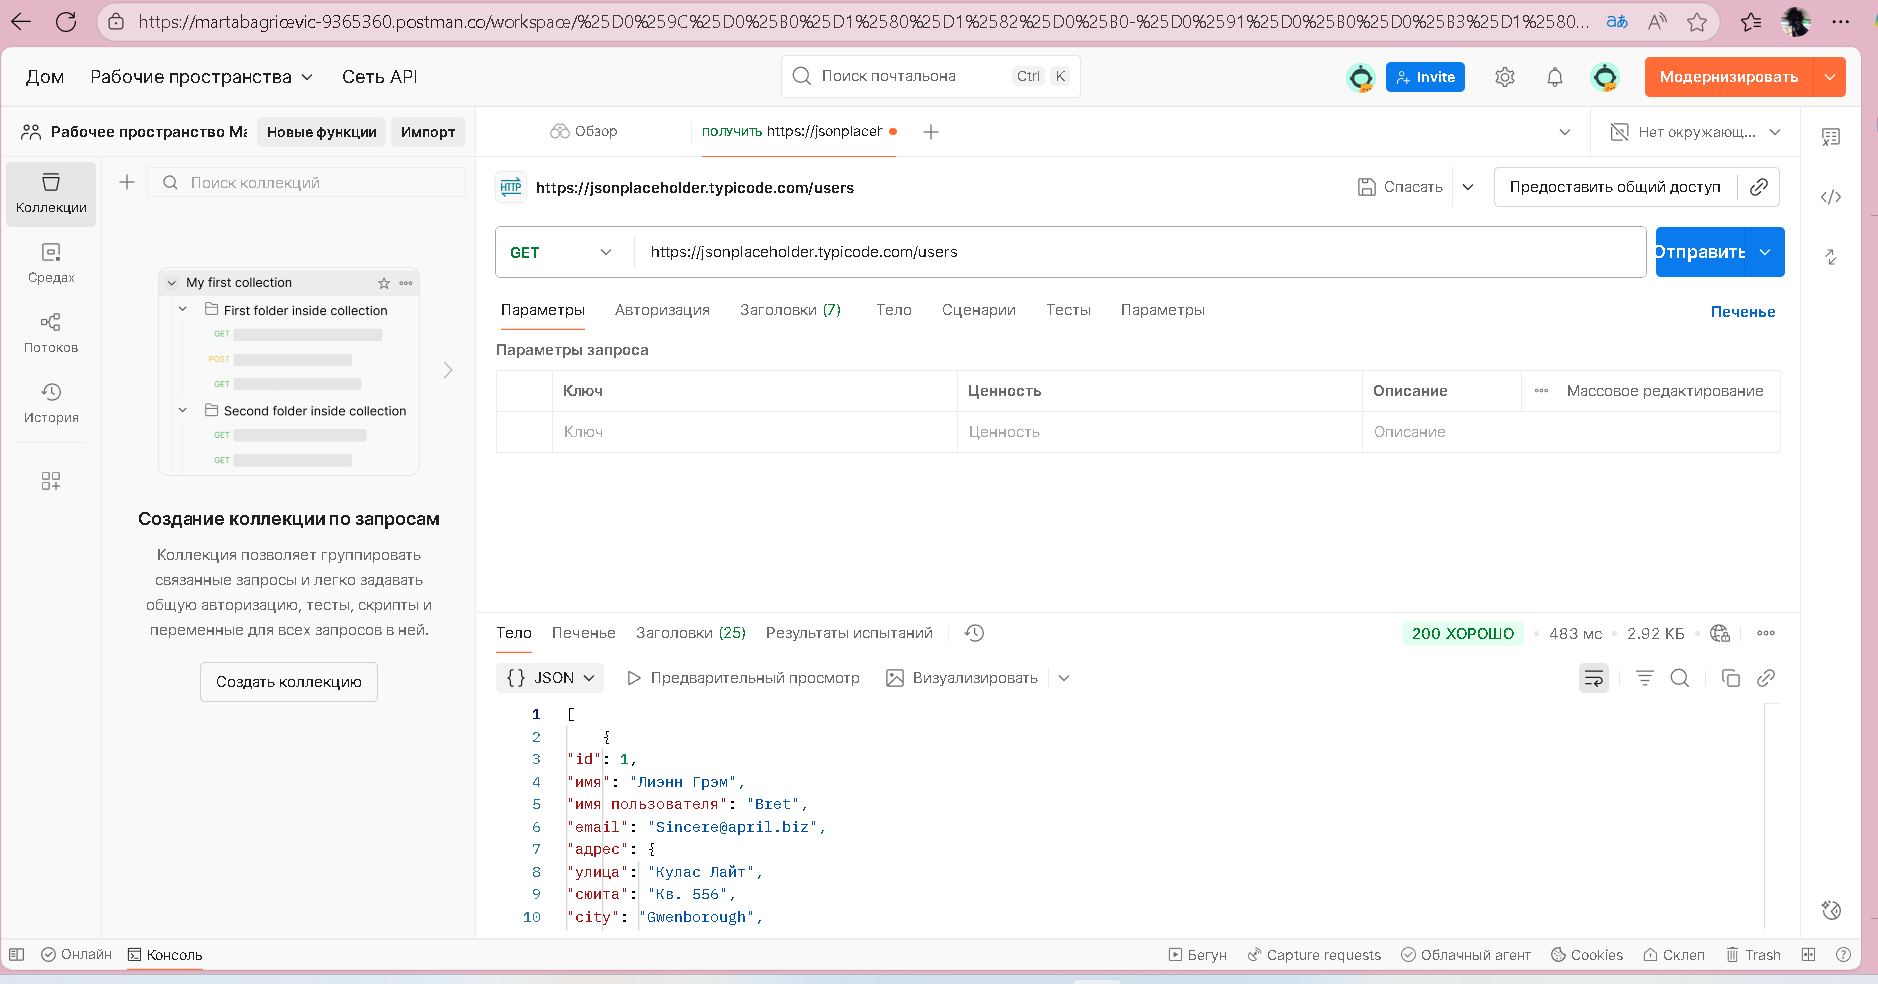 https://martabagricevic-9365360.postman.co/workspace/%25D0%259C%25D0%25B0%25D1%2580%25D1%2582%25D0%25B0-%25D0%2591%25D0%25B0%25D0%25B3%25D1%2580...
Дом Рабочие пространства Сеть API Поиск почтальона Ctrl K Invite Модернизировать
Рабочее пространство Ма Новые функции Импорт Обзор получить https://jsonplaceh Нет окружающ...
Коллекции
Поиск коллекций
https://jsonplaceholder.typicode.com/users Спасать Предоставить общий доступ
GET https://jsonplaceholder.typicode.com/users Отправить
Средах
Потоков
История
My first collection
First folder inside collection
GET
POST
GET
Second folder inside collection
GET
GET
Создание коллекции по запросам
Коллекция позволяет группировать
связанные запросы и легко задавать
общую авторизацию, тесты, скрипты и
переменные для всех запросов в ней.
Создать коллекцию
Параметры Авторизация Заголовки (7) Тело Сценарии Тесты Параметры Печенье
Параметры запроса
Ключ Ценность Описание Массовое редактирование
Ключ Ценность Описание
Тело Печенье Заголовки (25) Результаты испытаний 200 ХОРОШО 483 мс 2.92 КБ
{} JSON Предварительный просмотр Визуализировать
1 [
2 {
3 "id": 1,
4 "имя": "Лиэнн Грэм",
5 "имя пользователя": "Bret",
6 "email": "Sincere@april.biz",
7 "адрес": {
8 "улица": "Кулас Лайт",
9 "сюита": "Кв. 556",
10 "city": "Gwenborough",
Онлайн Консоль Бегун Capture requests Облачный агент Cookies Склеп Trash